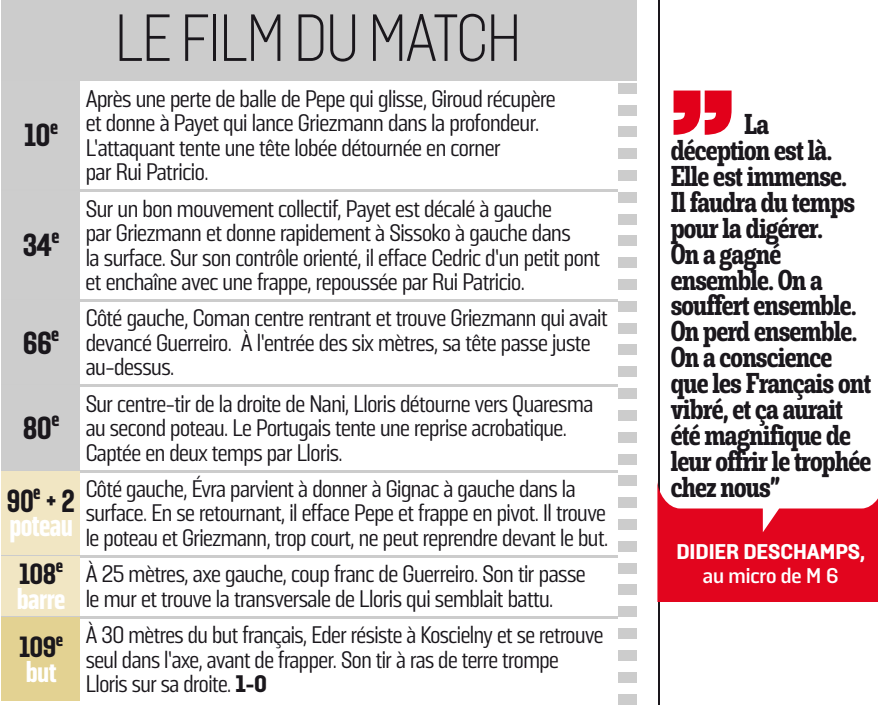 LE FILM DU MATCH
10e
Après une perte de balle de Pepe qui glisse, Giroud récupère
et donne à Payet qui lance Griezmann dans la profondeur.
L'attaquant tente une tête lobée détournée en corner
par Rui Patricio.
34e
Sur un bon mouvement collectif, Payet est décalé à gauche
par Griezmann et donne rapidement à Sissoko à gauche dans
la surface. Sur son contrôle orienté, il efface Cedric d'un petit pont
et enchaîne avec une frappe, repoussée par Rui Patricio.
66e
Côté gauche, Coman centre rentrant et trouve Griezmann qui avait
devancé Guerreiro. À l'entrée des six mètres, sa tête passe juste
au-dessus.
80e
Sur centre-tir de la droite de Nani, Lloris détourne vers Quaresma
au second poteau. Le Portugais tente une reprise acrobatique.
Captée en deux temps par Lloris.
90e + 2
poteau
Côté gauche, Évra parvient à donner à Gignac à gauche dans la
surface. En se retournant, il efface Pepe et frappe en pivot. Il trouve
le poteau et Griezmann, trop court, ne peut reprendre devant le but.
108e
barre
À 25 mètres, axe gauche, coup franc de Guerreiro. Son tir passe
le mur et trouve la transversale de Lloris qui semblait battu.
109e
but
À 30 mètres du but français, Eder résiste à Koscielny et se retrouve
seul dans l'axe, avant de frapper. Son tir à ras de terre trompe
Lloris sur sa droite. 1-0
” La
déception est là.
Elle est immense.
Il faudra du temps
pour la digérer.
On a gagné
ensemble. On a
souffert ensemble.
On perd ensemble.
On a conscience
que les Français ont
vibré, et ça aurait
été magnifique de
leur offrir le trophée
chez nous”
DIDIER DESCHAMPS,
au micro de M 6